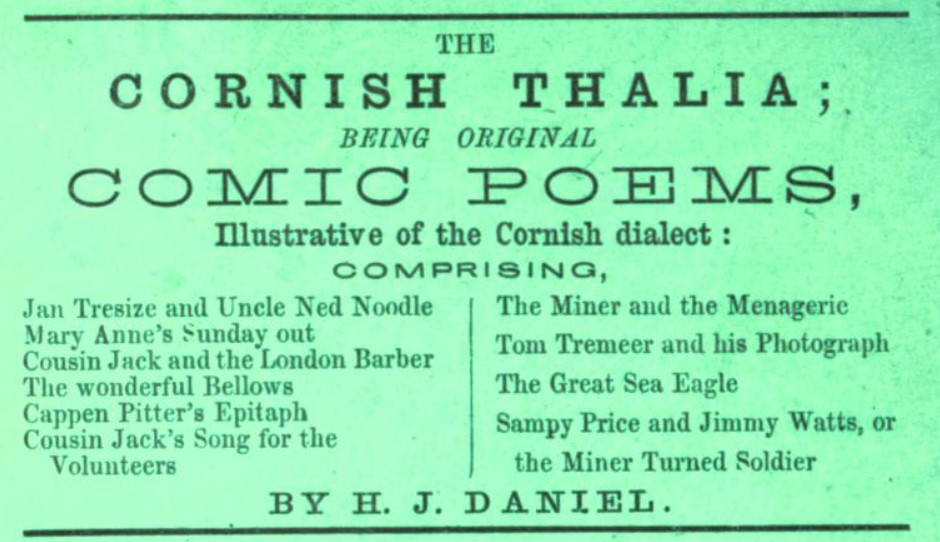 THE
CORNISH THALIA;
BEING ORIGINAL
COMIC POEMS,
Illustrative of the Cornish dialect :
COMPRISING,
Jan Tresize and Uncle Ned Noodle
Mary Anne's Sunday out
Cousin Jack and the London Barber
The wonderful Bellows
Cappen Pitter's Epitaph
Cousin Jack's Song for the
Volunteers
The Miner and the Menagerie
Tom Tremeer and his Photograph
The Great Sea Eagle
Sampy Price and Jimmy Watts, or
the Miner Turned Soldier
BY H. J. DANIEL.